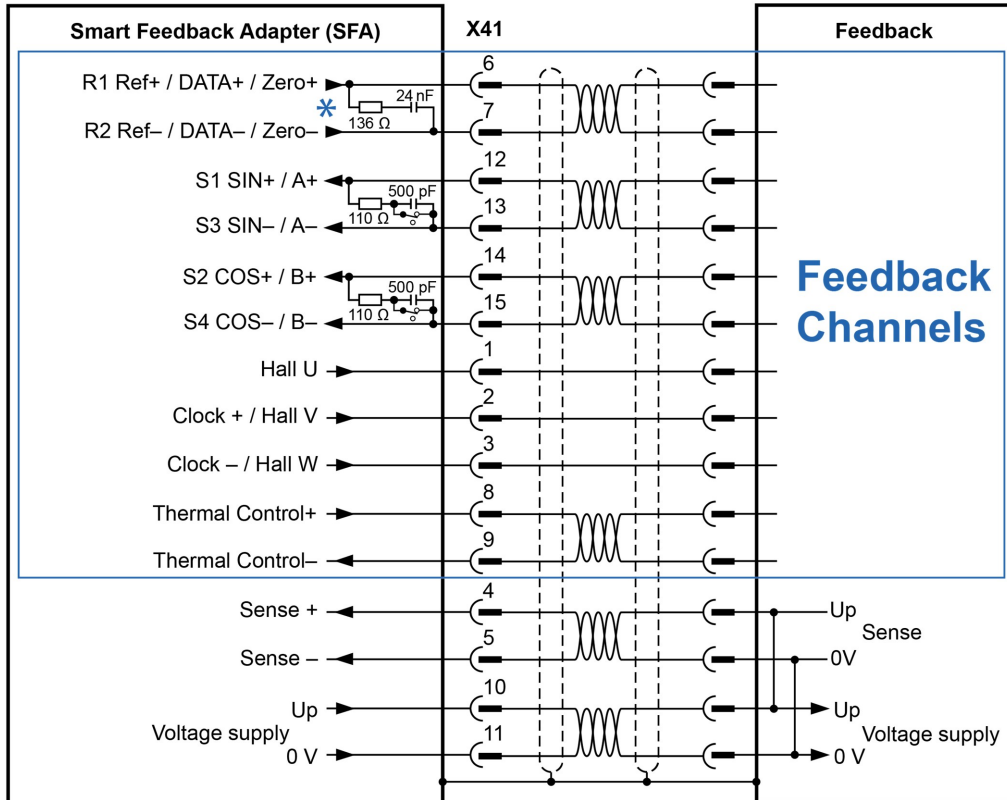 Smart Feedback Adapter (SFA) X41 Feedback
R1 Ref+ / DATA+ / Zero+ 6
* 24 nF
136 Ω 7
R2 Ref– / DATA– / Zero–
S1 SIN+ / A+ 12
500 pF
110 Ω 13
S3 SIN– / A–
S2 COS+ / B+ 14
500 pF
110 Ω 15
S4 COS– / B–
Feedback
Channels
Hall U 1
Clock + / Hall V 2
Clock – / Hall W 3
Thermal Control+ 8
Thermal Control– 9
Sense + 4 Up
Sense
Sense – 5 0V
Up 10 Up
Voltage supply Voltage supply
0 V 11 0 V